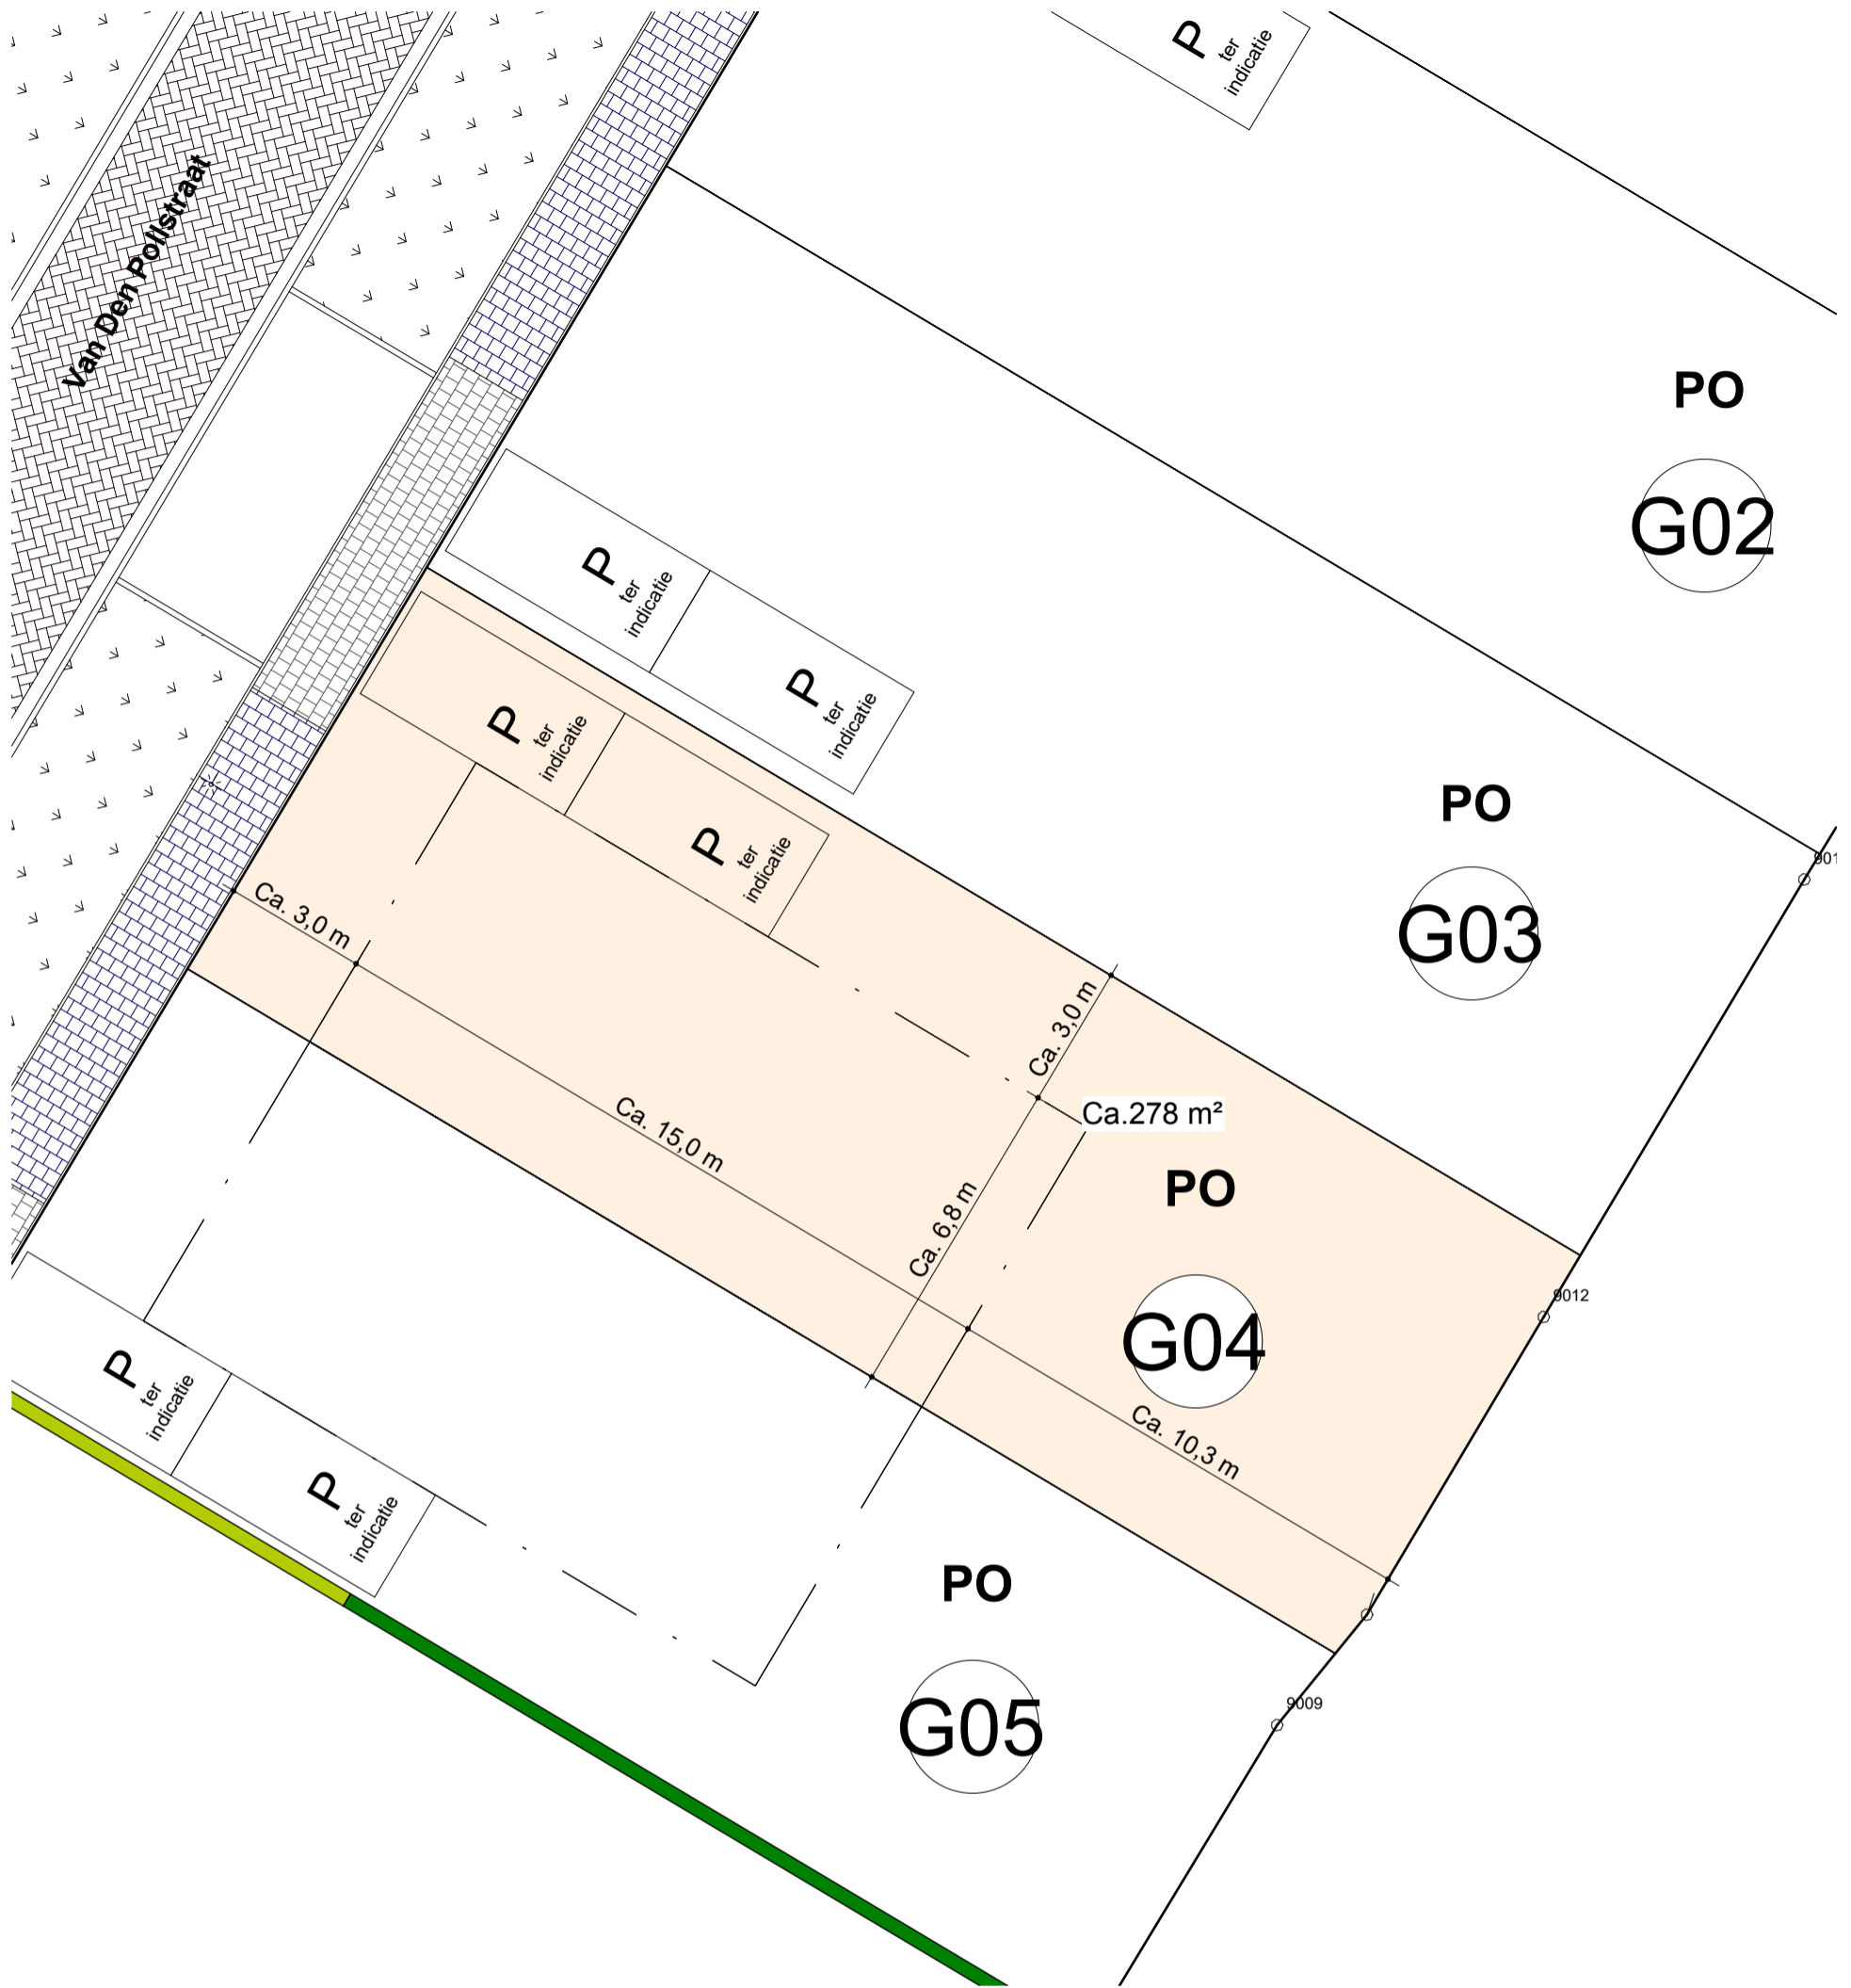 P
ter
indicatie
Van Den Pollstraat
PO
G02
P
ter
indicatie
P
ter
indicatie
P
ter
indicatie
P
ter
indicatie
PO
G03
901
Ca. 3,0 m
Ca. 3,0 m
Ca.278 m²
Ca. 15,0 m
PO
Ca. 6,8 m
G04
9012
P
ter
indicatie
Ca. 10,3 m
P
ter
indicatie
PO
G05
9009